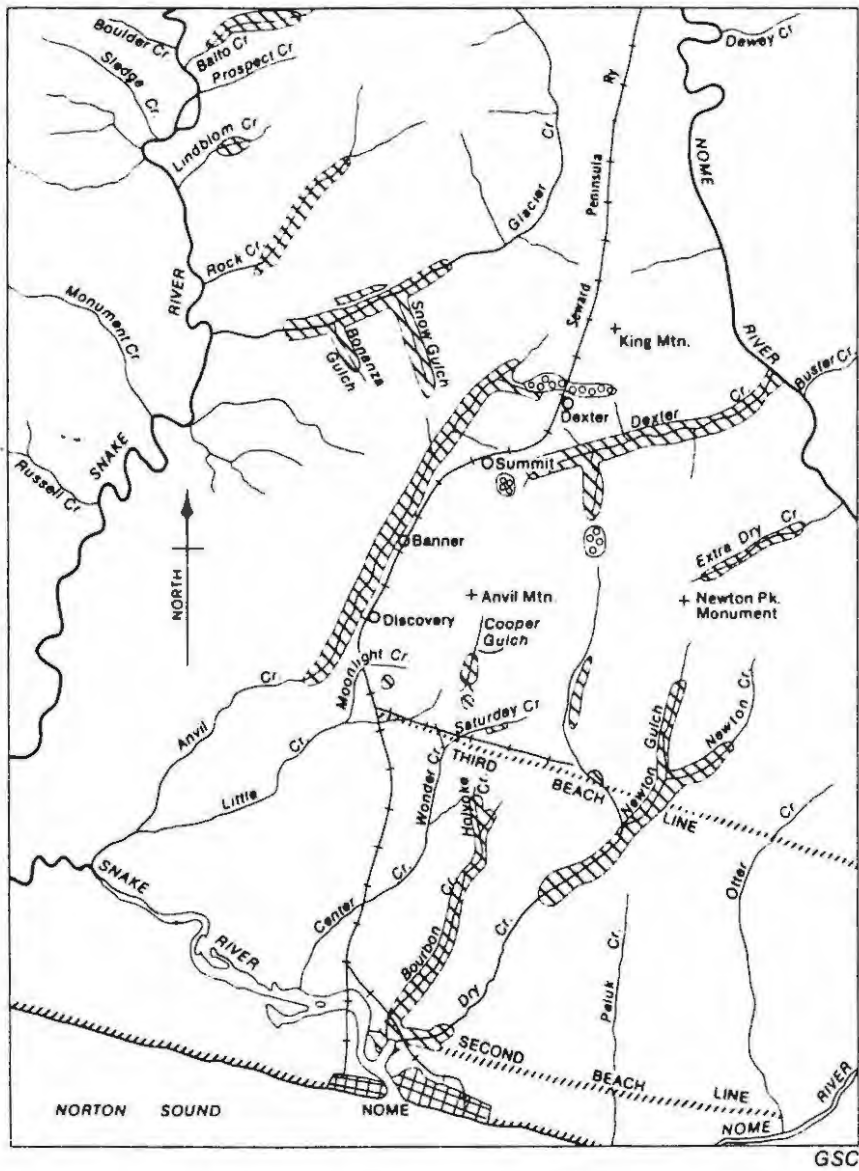 Boulder Cr.
Balto Cr
Sledge Cr.
Prospect Cr
Dewey Cr
Lindblom Cr
Ry
Cr
NOME
Peninsula
Glacier
Rock Cr
RIVER
Monument Cr.
Seward
Snow Gulch
Bonanza
Gulch
King Mtn.
RIVER
Buster Cr.
Dexter
Dexter Cr.
SNAKE
Russell Cr.
Summit
Banner
Extra Dry Cr.
NORTH
Anvil Mtn.
Newton Pk.
Monument
Discovery
Cooper
Gulch
Moonlight Cr.
Anvil Cr.
Saturday Cr
Newton Gulch
Newton Cr.
Little Cr.
Wonder Cr.
THIRD
BEACH
LINE
Holyoke Cr.
Otter Cr
SNAKE
RIVER
Center Cr.
Bourbon Cr.
Dry Cr.
Peluk Cr.
SECOND
BEACH
LINE
NORTON SOUND
NOME
NOME
RIVER
GSC